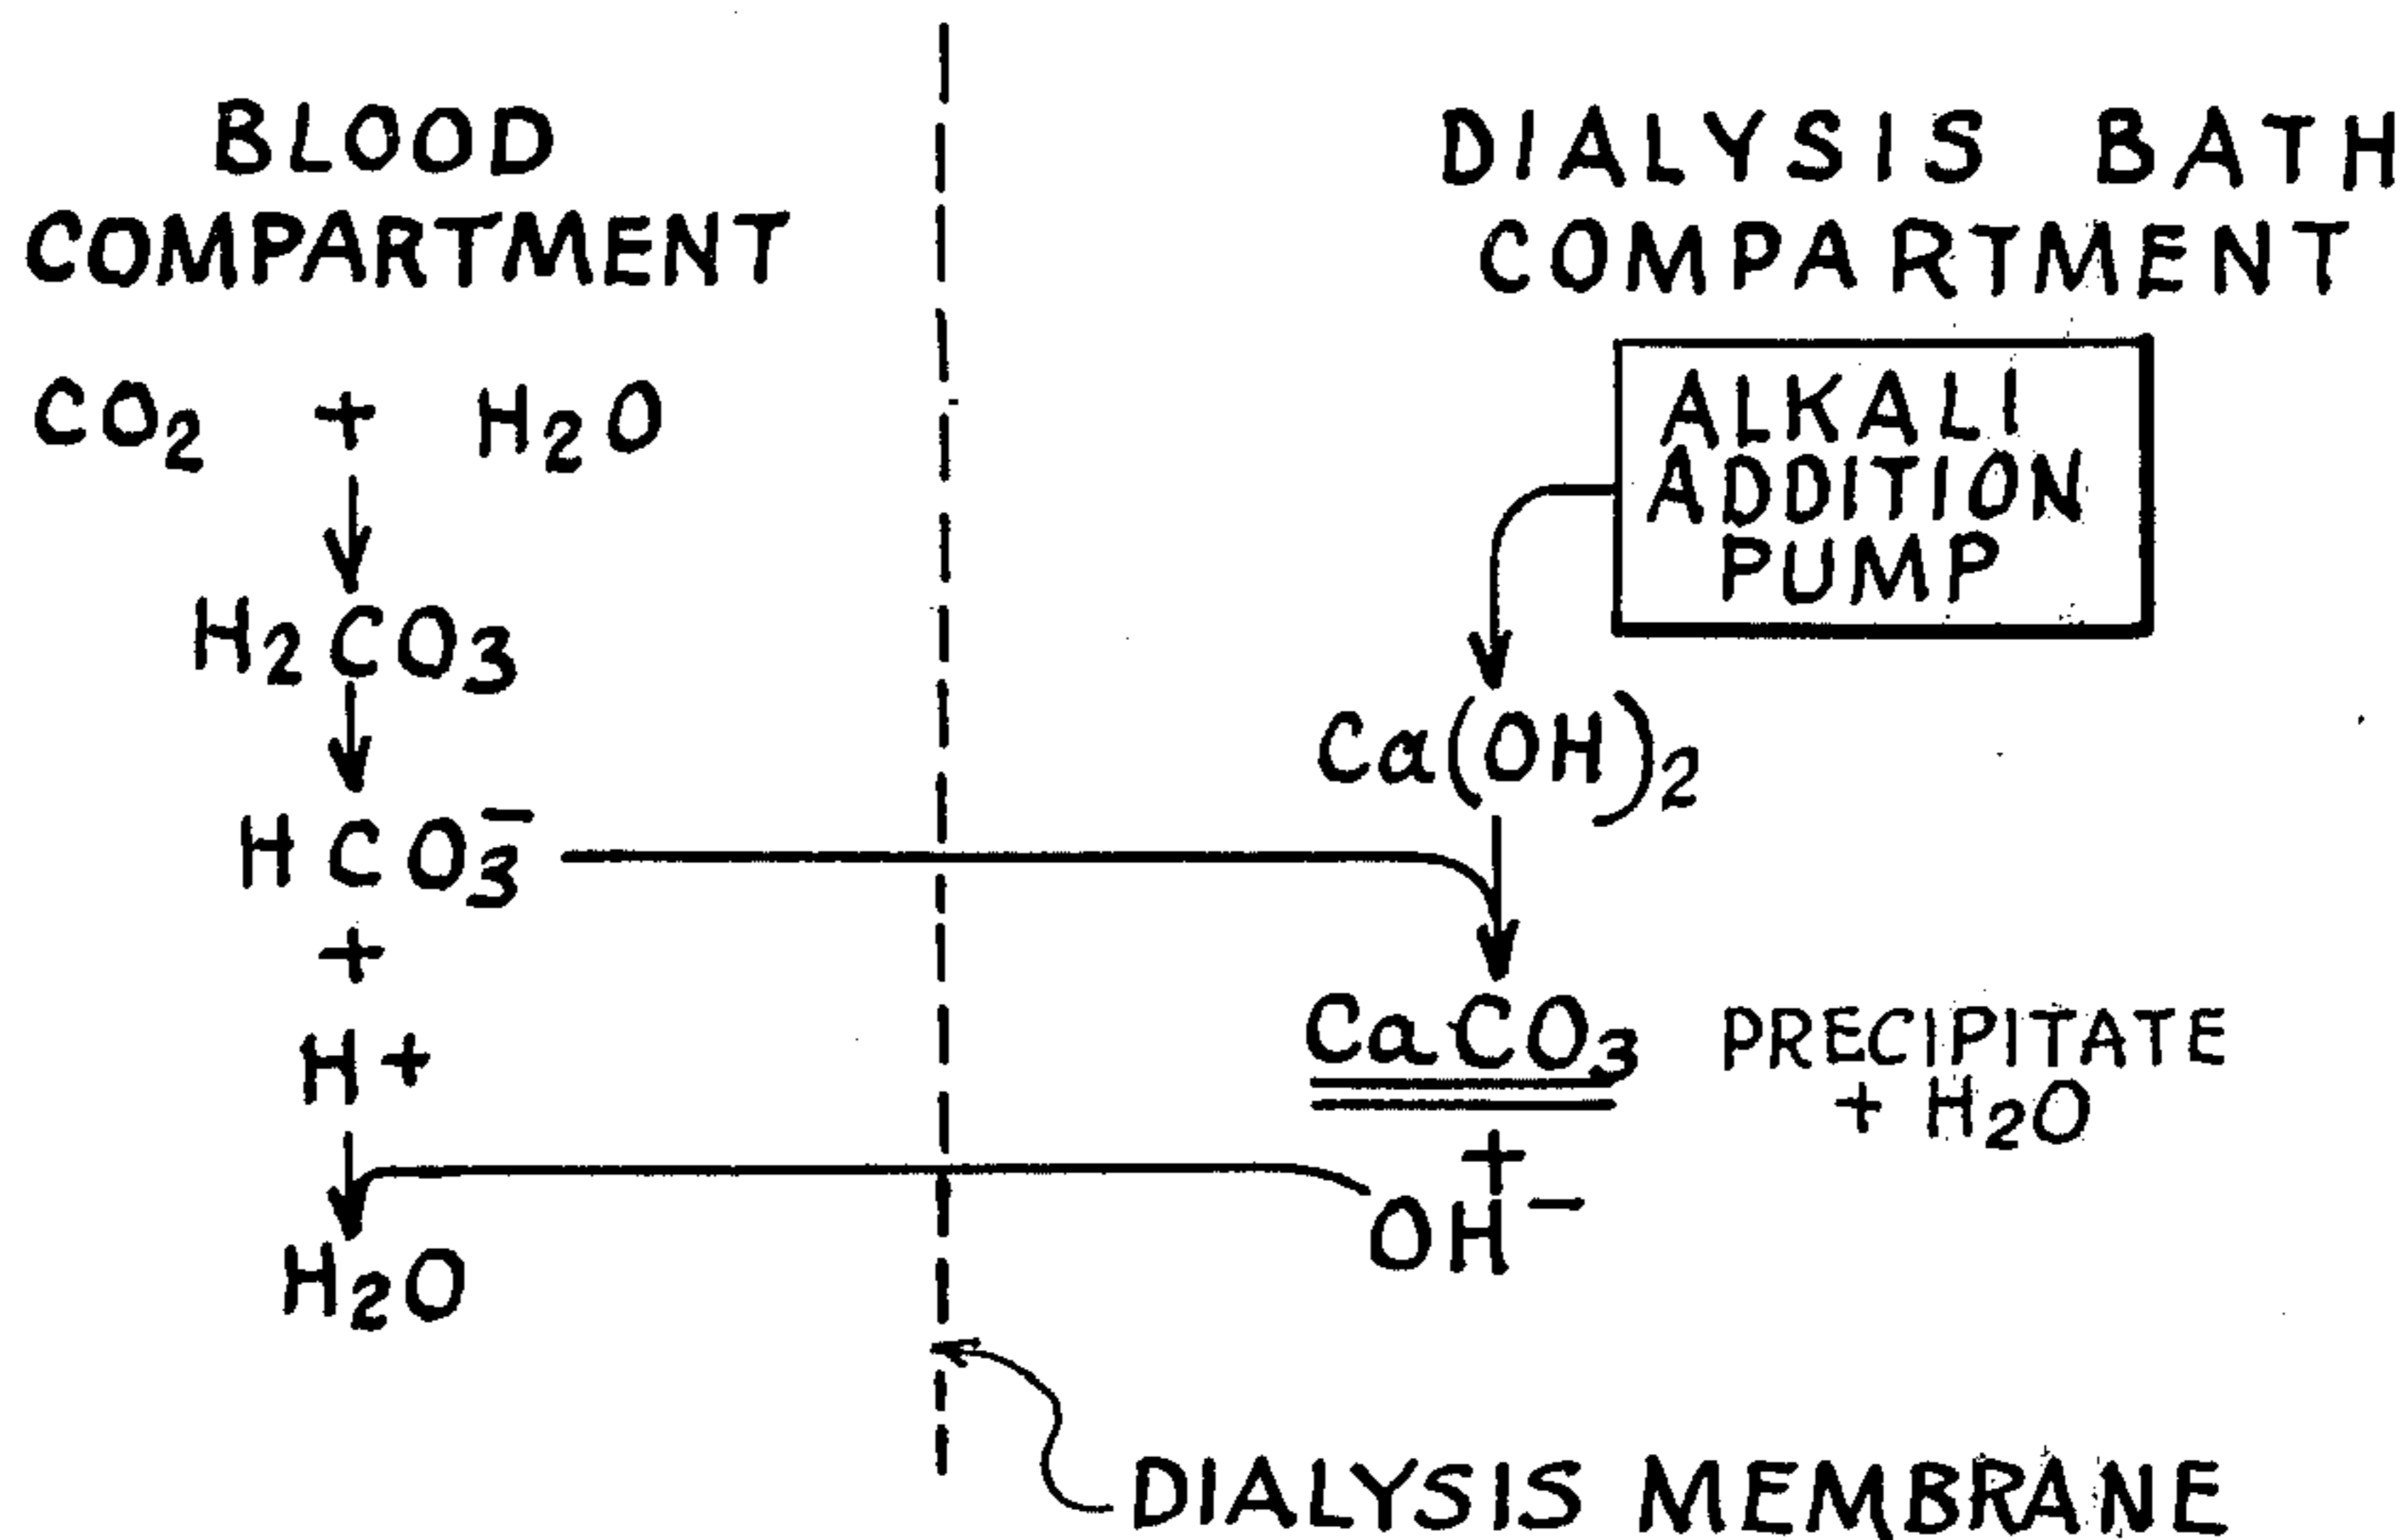 BLOOD
COMPARTMENT
CO₂ + H₂O
H₂CO₃
HCO₃⁻
+
H+
H₂O
DIALYSIS BATH
COMPARTMENT
ALKALI
ADDITION
PUMP
Ca(OH)₂
CaCO₃ PRECIPITATE
+ H₂O
+
OH⁻
DIALYSIS MEMBRANE